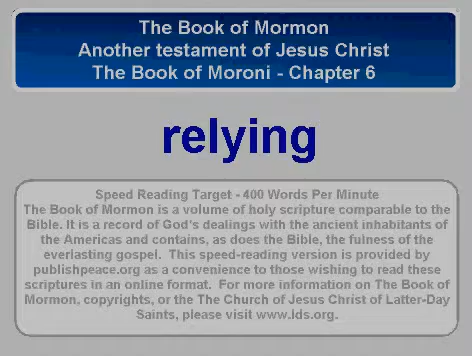 The Book of Mormon
Another testament of Jesus Christ
The Book of Moroni - Chapter 6
relying
Speed Reading Target - 400 Words Per Minute
The Book of Mormon is a volume of holy scripture comparable to the
Bible. It is a record of God's dealings with the ancient inhabitants of
the Americas and contains, as does the Bible, the fulness of the
everlasting gospel.  This speed-reading version is provided by
publishpeace.org as a convenience to those wishing to read these
scriptures in an online format.  For more information on The Book of
Mormon, copyrights, or the The Church of Jesus Christ of Latter-Day
Saints, please visit www.lds.org.